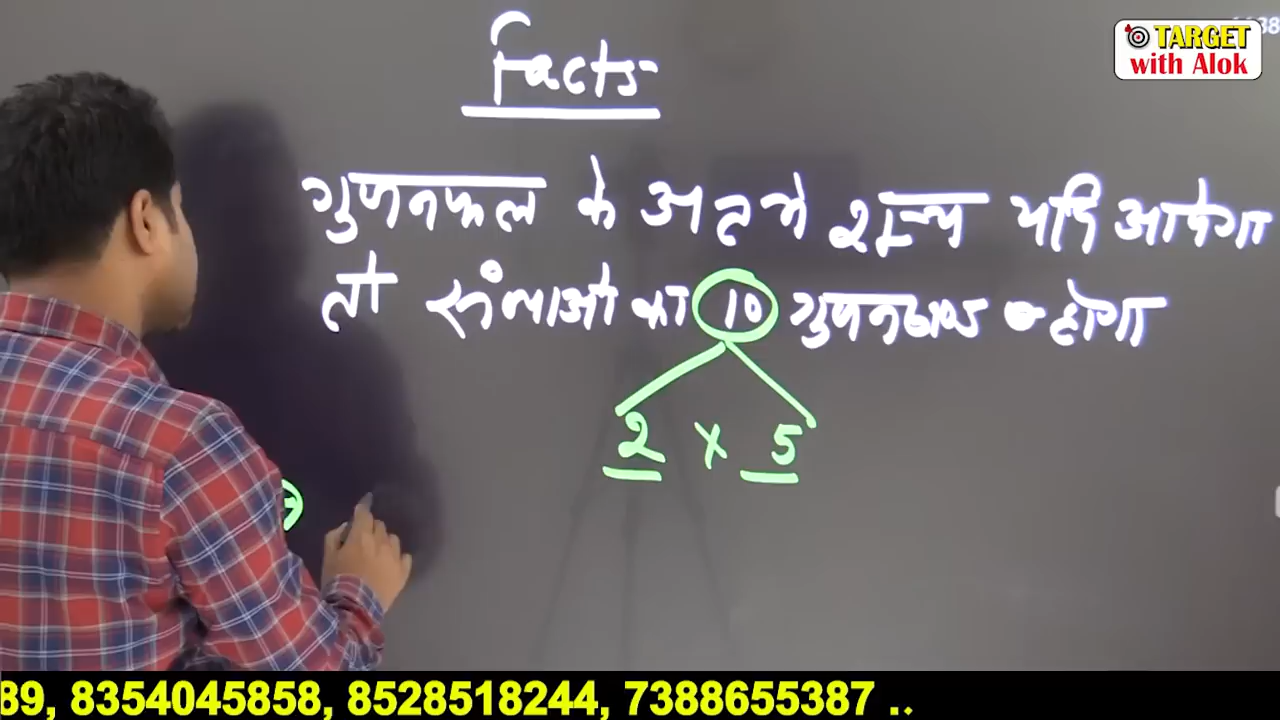 Facts
TARGET
with Alok
गुणनफल के अन्त मे शून्य यदि आयेगा
तो संख्याओ का 10 गुणनखण्ड होगा
2 × 5
89, 8354045858, 8528518244, 7388655387 ..